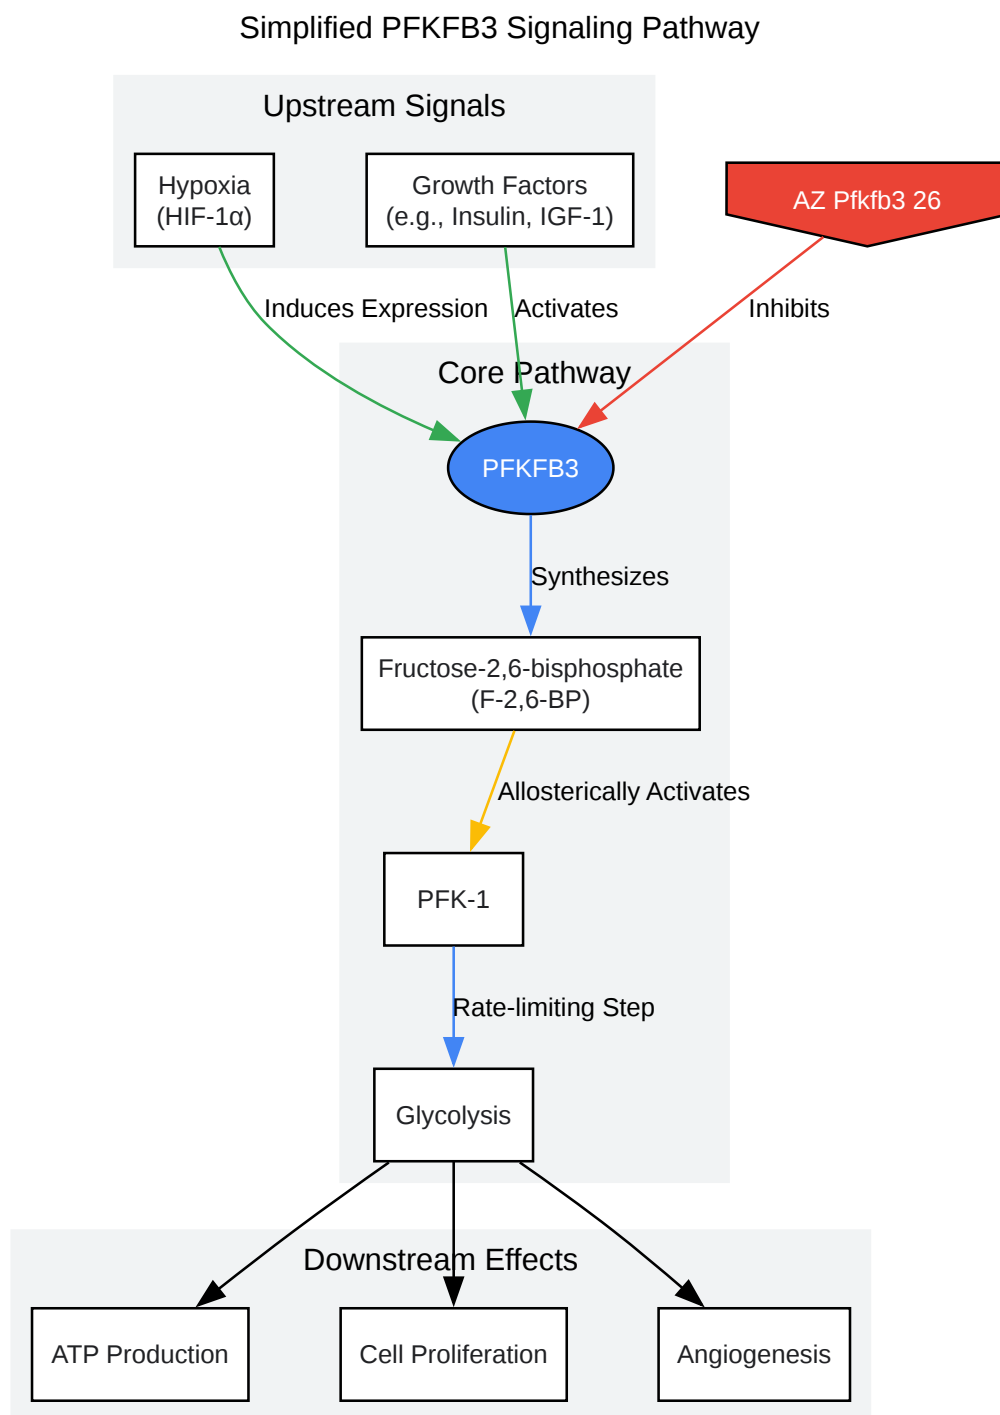 Simplified PFKFB3 Signaling Pathway
Upstream Signals
Hypoxia
(HIF-1α)
Growth Factors
(e.g., Insulin, IGF-1)
AZ Pfkfb3 26
Induces Expression
Activates
Inhibits
Core Pathway
PFKFB3
Synthesizes
Fructose-2,6-bisphosphate
(F-2,6-BP)
Allosterically Activates
PFK-1
Rate-limiting Step
Glycolysis
Downstream Effects
ATP Production
Cell Proliferation
Angiogenesis